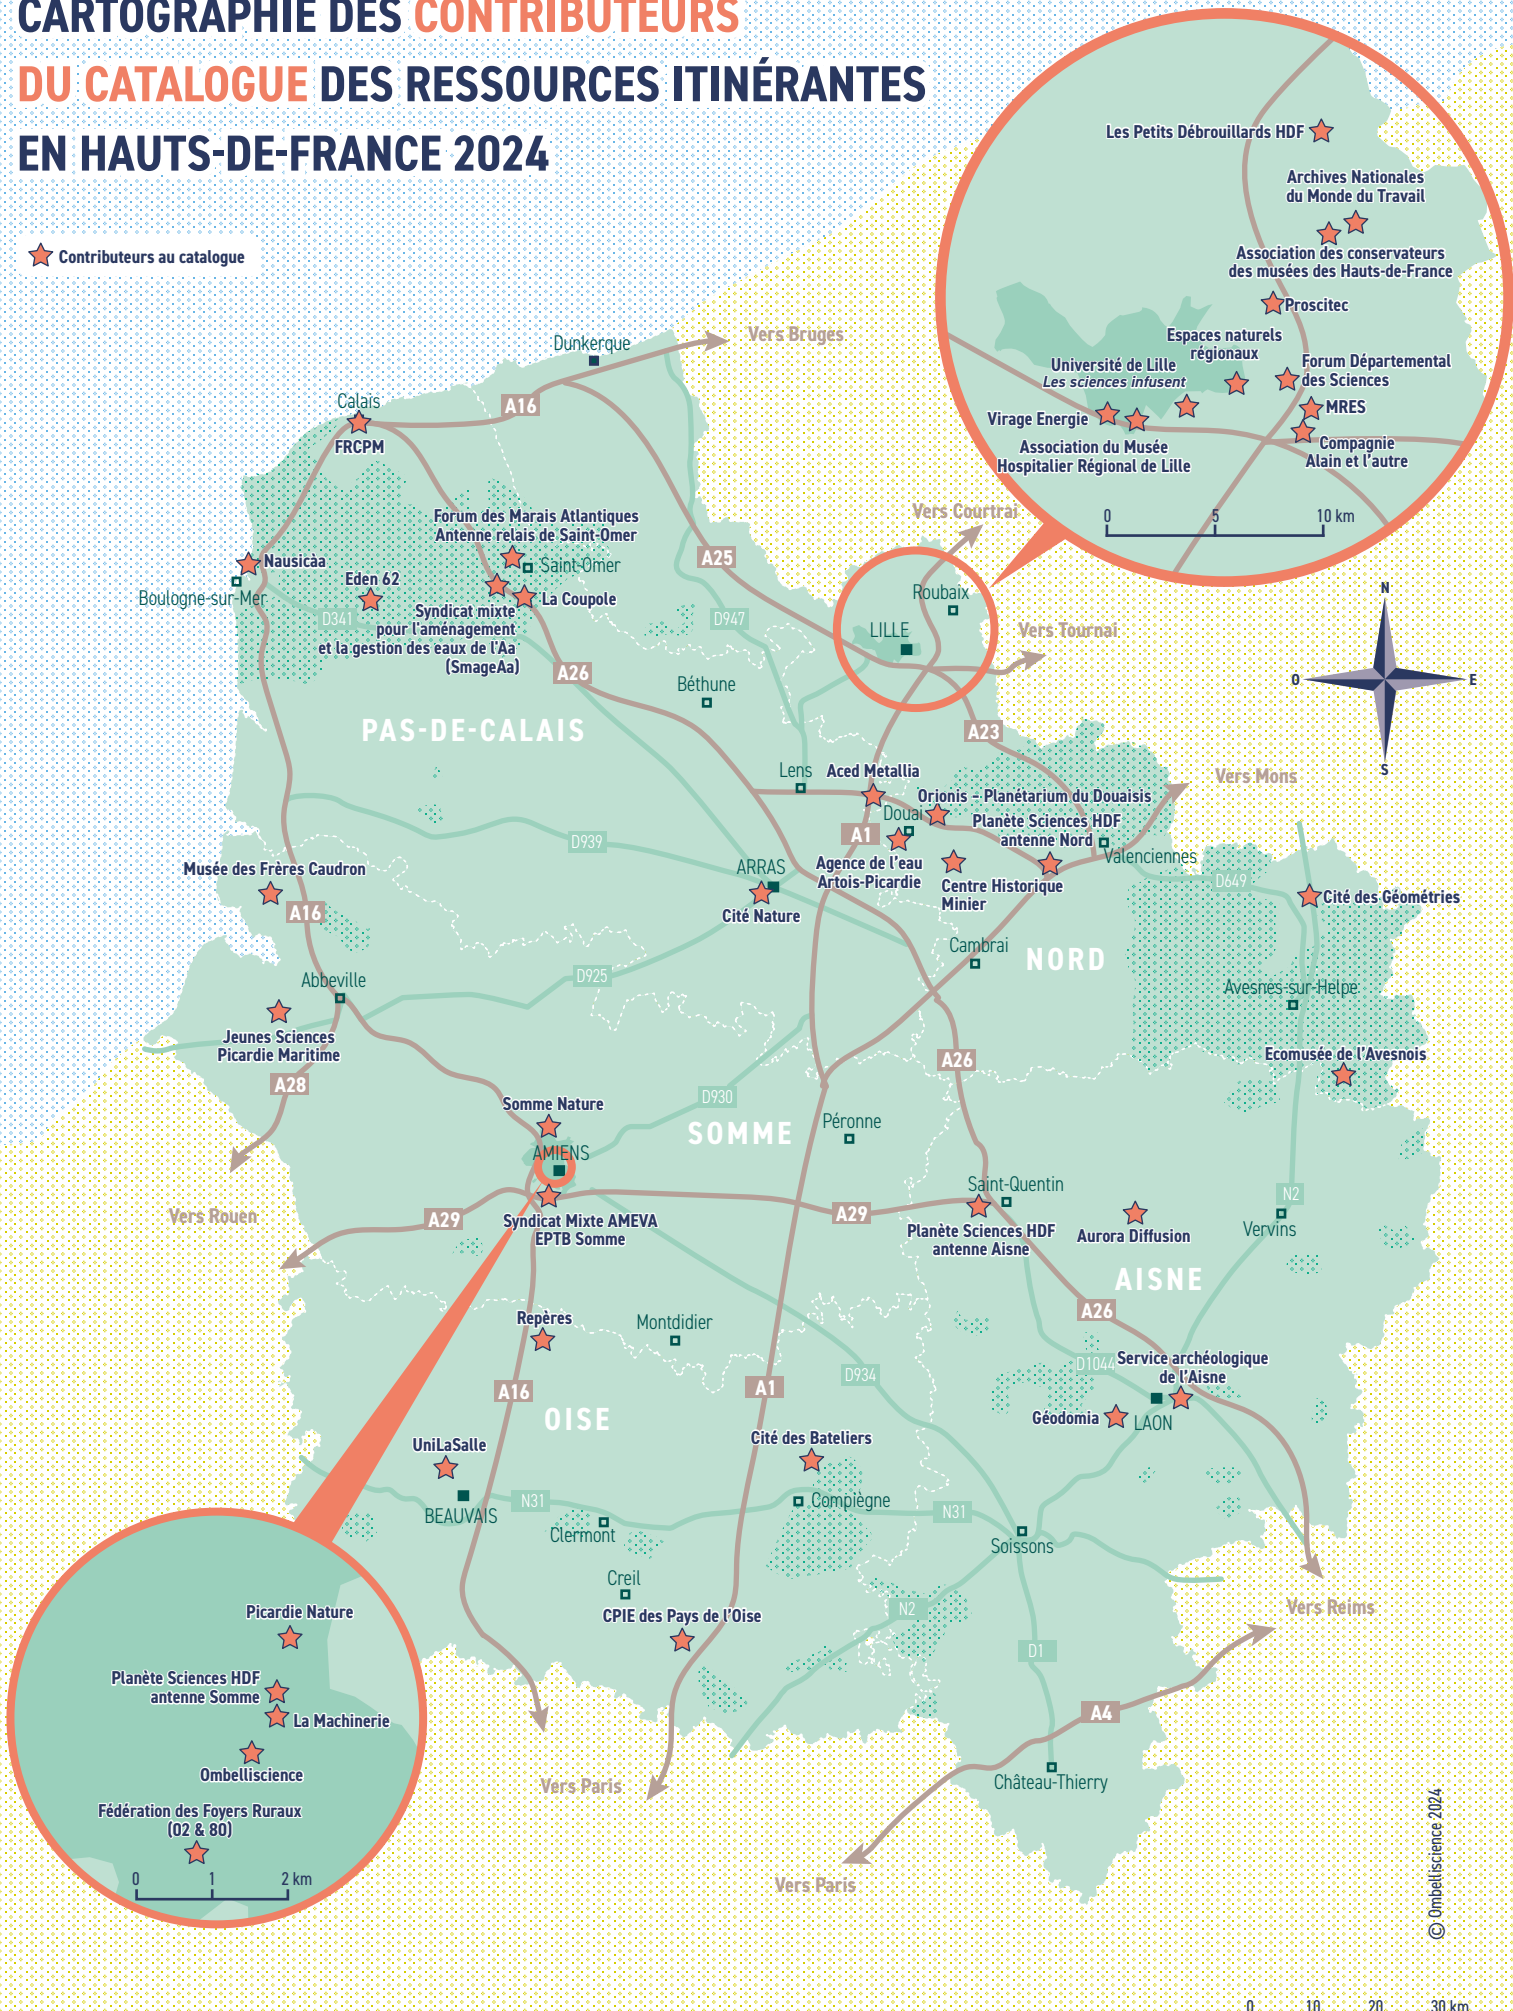 CARTOGRAPHIE DES CONTRIBUTEURS
DU CATALOGUE DES RESSOURCES ITINÉRANTES
EN HAUTS-DE-FRANCE 2024
Contributeurs au catalogue
Les Petits Débrouillards HDF
Archives Nationales
du Monde du Travail
Association des conservateurs
des musées des Hauts-de-France
Proscitec
Espaces naturels
régionaux
Université de Lille
Les sciences infusent
Forum Départemental
des Sciences
Virage Energie
MRES
Association du Musée
Hospitalier Régional de Lille
Compagnie
Alain et l'autre
0 5 10 km
Vers Bruges
Dunkerque
Calais
A16
FRCPM
Vers Courtrai
Forum des Marais Atlantiques
Antenne relais de Saint-Omer
Nausicàa
Saint-Omer
A25
Eden 62
Boulogne-sur-Mer
La Coupole
D341
Syndicat mixte
pour l'aménagement
et la gestion des eaux de l'Aa
(SmageAa)
D947
Roubaix
LILLE
Vers Tournai
N
O
E
S
A26
Béthune
PAS-DE-CALAIS
A23
Lens
Aced Metallia
Vers Mons
Orionis - Planétarium du Douaisis
Douai
Planète Sciences HDF
antenne Nord
A1
D939
Valenciennes
Agence de l'eau
Artois-Picardie
ARRAS
Musée des Frères Caudron
D649
Centre Historique
Minier
Cité des Géométries
A16
Cité Nature
Cambrai
NORD
D925
Abbeville
Avesnes-sur-Helpe
Jeunes Sciences
Picardie Maritime
Ecomusée de l'Avesnois
A26
A28
D930
Somme Nature
Péronne
SOMME
AMIENS
Saint-Quentin
N2
Vers Rouen
A29
A29
Vervins
Syndicat Mixte AMEVA
EPTB Somme
Planète Sciences HDF
antenne Aisne
Aurora Diffusion
AISNE
A26
Repères
Montdidier
Service archéologique
de l'Aisne
D1044
D934
A16
A1
OISE
Géodomia
LAON
UniLaSalle
Cité des Bateliers
N31
Compiègne
N31
BEAUVAIS
Clermont
Soissons
Creil
CPIE des Pays de l'Oise
N2
Vers Reims
D1
A4
Picardie Nature
Planète Sciences HDF
antenne Somme
La Machinerie
Ombelliscience
Fédération des Foyers Ruraux
(02 & 80)
0 1 2 km
Vers Paris
Château-Thierry
Vers Paris
© Ombelliscience 2024
0 10 20 30 km